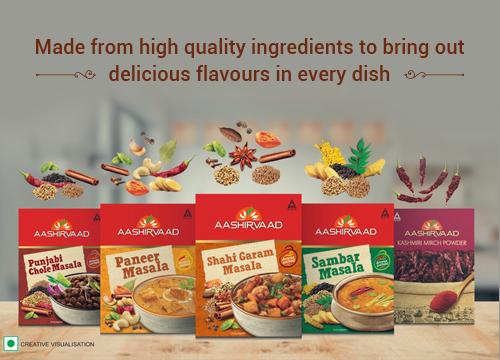 Made from high quality ingredients to bring out
delicious flavours in every dish
AASHIRVAAD
Punjabi
Chole Masala
AASHIRVAAD
Paneer
Masala
AASHIRVAAD
Shahi Garam
Masala
AASHIRVAAD
Sambar
Masala
AASHIRVAAD
KASHMIRI MIRCH POWDER
CREATIVE VISUALISATION